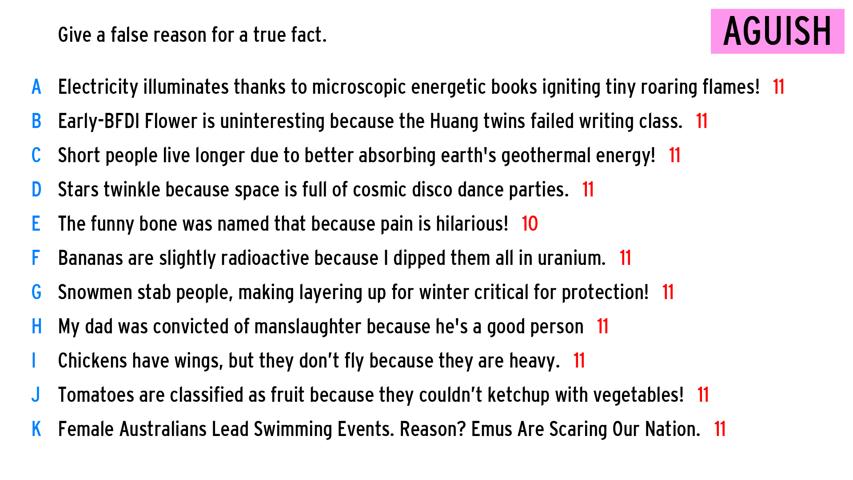 Give a false reason for a true fact.
AGUISH
A Electricity illuminates thanks to microscopic energetic books igniting tiny roaring flames! 11
B Early-BFDI Flower is uninteresting because the Huang twins failed writing class. 11
C Short people live longer due to better absorbing earth's geothermal energy! 11
D Stars twinkle because space is full of cosmic disco dance parties. 11
E The funny bone was named that because pain is hilarious! 10
F Bananas are slightly radioactive because I dipped them all in uranium. 11
G Snowmen stab people, making layering up for winter critical for protection! 11
H My dad was convicted of manslaughter because he's a good person 11
I Chickens have wings, but they don’t fly because they are heavy. 11
J Tomatoes are classified as fruit because they couldn’t ketchup with vegetables! 11
K Female Australians Lead Swimming Events. Reason? Emus Are Scaring Our Nation. 11